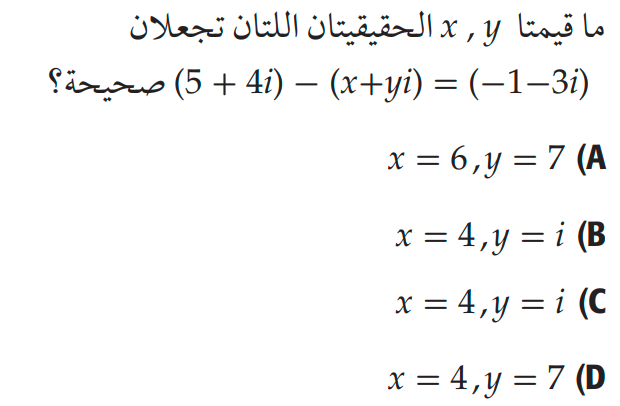 ما قيمتا x , y الحقيقيتان اللتان تجعلان
(5 + 4i) − (x+yi) = (−1−3i) صحيحة؟
A) x = 6 , y = 7
B) x = 4 , y = i
C) x = 4 , y = i
D) x = 4 , y = 7